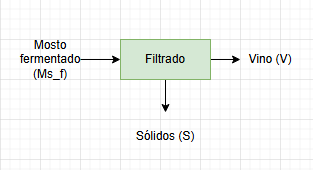 Mosto
fermentado
(Ms_f)
Filtrado
Vino (V)
Sólidos (S)